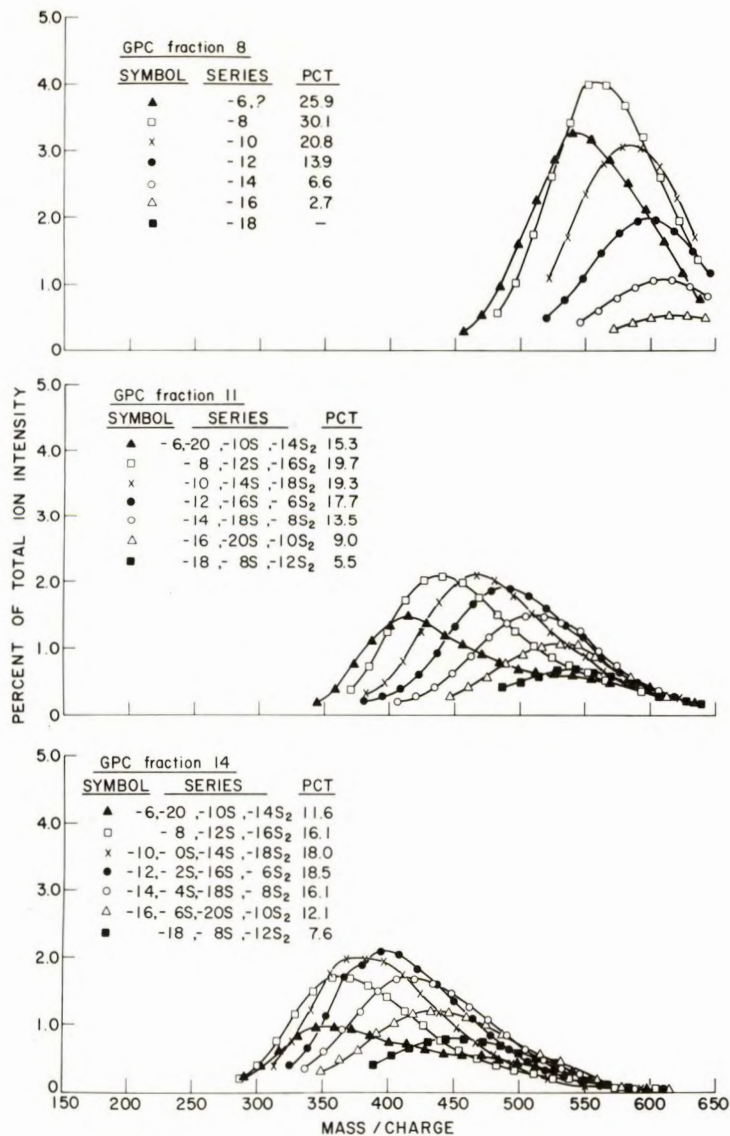 PERCENT OF TOTAL ION INTENSITY
5.0
4.0
3.0
2.0
1.0
0
GPC fraction 8
SYMBOL SERIES PCT
▲ -6,? 25.9
□ -8 30.1
x -10 20.8
● -12 13.9
○ -14 6.6
△ -16 2.7
■ -18 –
5.0
4.0
3.0
2.0
1.0
0
GPC fraction 11
SYMBOL SERIES PCT
▲ -6,-20 ,-10S ,-14S₂ 15.3
□ -8 ,-12S ,-16S₂ 19.7
x -10 ,-14S ,-18S₂ 19.3
● -12 ,-16S ,- 6S₂ 17.7
○ -14 ,-18S ,- 8S₂ 13.5
△ -16 ,-20S ,-10S₂ 9.0
■ -18 ,- 8S ,-12S₂ 5.5
5.0
4.0
3.0
2.0
1.0
0
GPC fraction 14
SYMBOL SERIES PCT
▲ -6,-20 ,-10S ,-14S₂ 11.6
□ -8 ,-12S ,-16S₂ 16.1
x -10,- 0S ,-14S ,-18S₂ 18.0
● -12,- 2S,-16S ,- 6S₂ 18.5
○ -14,- 4S,-18S ,- 8S₂ 16.1
△ -16,- 6S,-20S ,-10S₂ 12.1
■ -18 ,- 8S ,-12S₂ 7.6
150 200 250 300 350 400 450 500 550 600 650
MASS / CHARGE